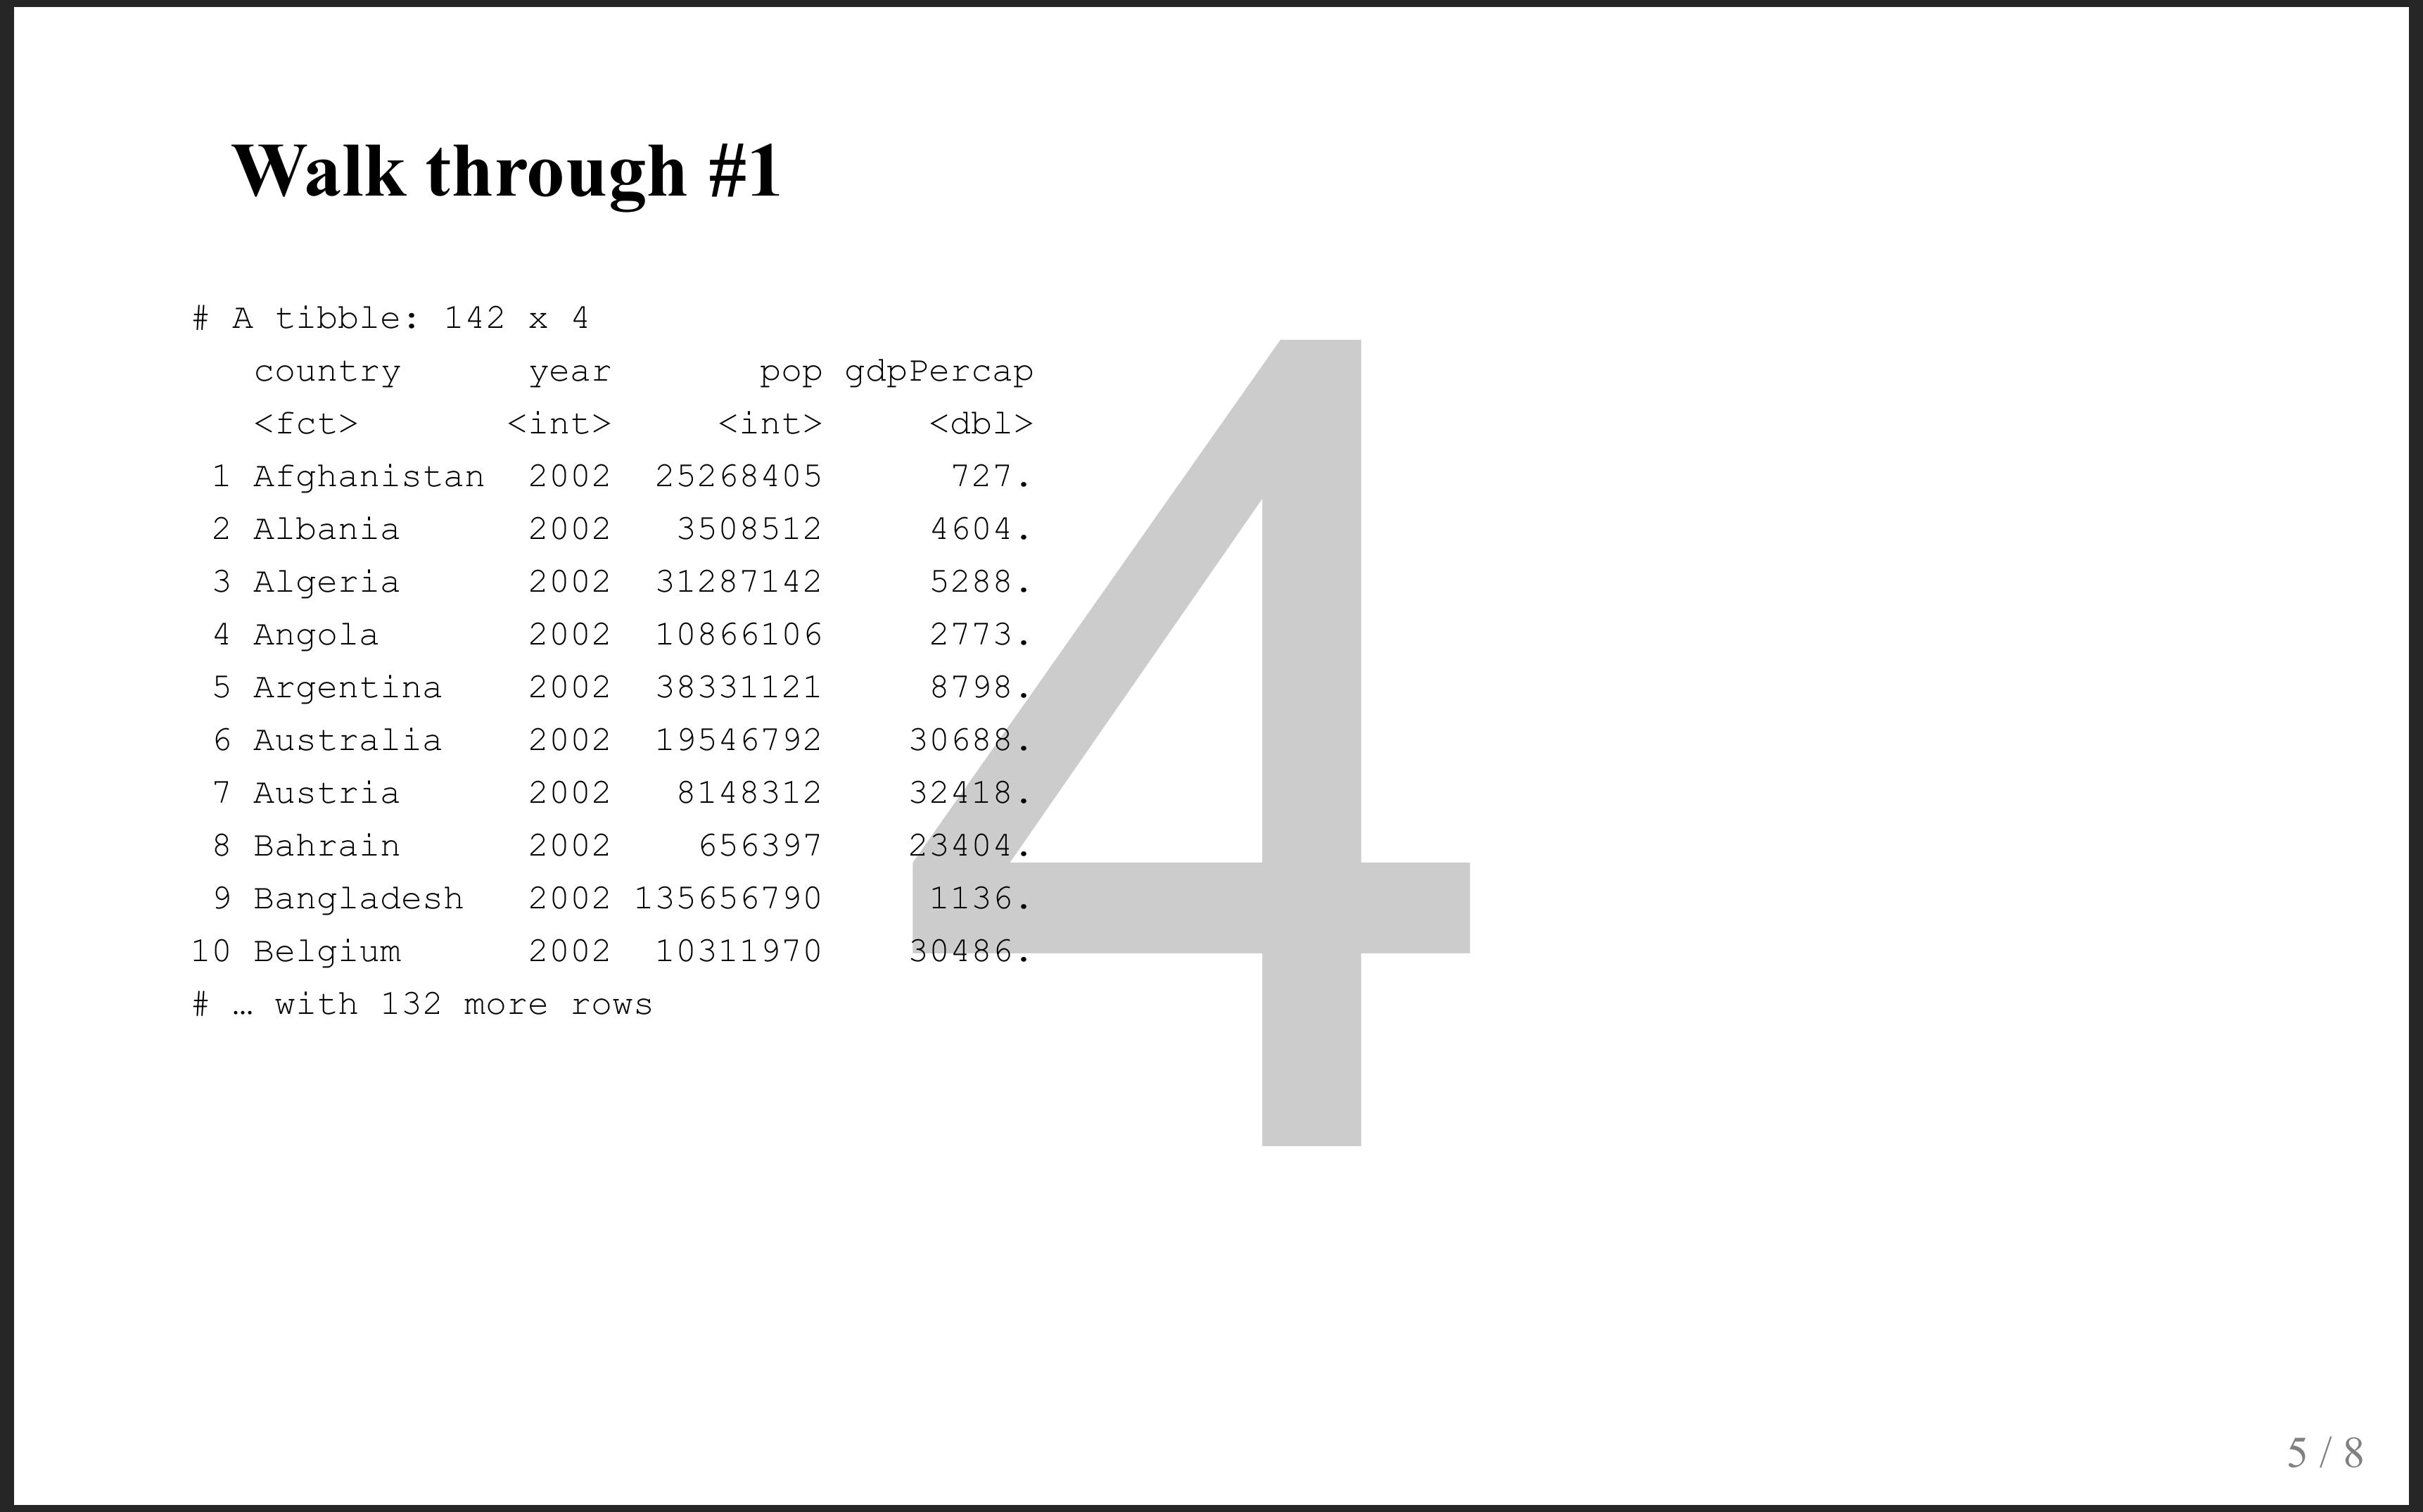 Walk through #1
# A tibble: 142 x 4
   country      year       pop gdpPercap
   <fct>       <int>     <int>     <dbl>
 1 Afghanistan  2002  25268405      727.
 2 Albania      2002   3508512     4604.
 3 Algeria      2002  31287142     5288.
 4 Angola       2002  10866106     2773.
 5 Argentina    2002  38331121     8798.
 6 Australia    2002  19546792    30688.
 7 Austria      2002   8148312    32418.
 8 Bahrain      2002    656397    23404.
 9 Bangladesh   2002 135656790     1136.
10 Belgium      2002  10311970    30486.
# … with 132 more rows
4
5 / 8